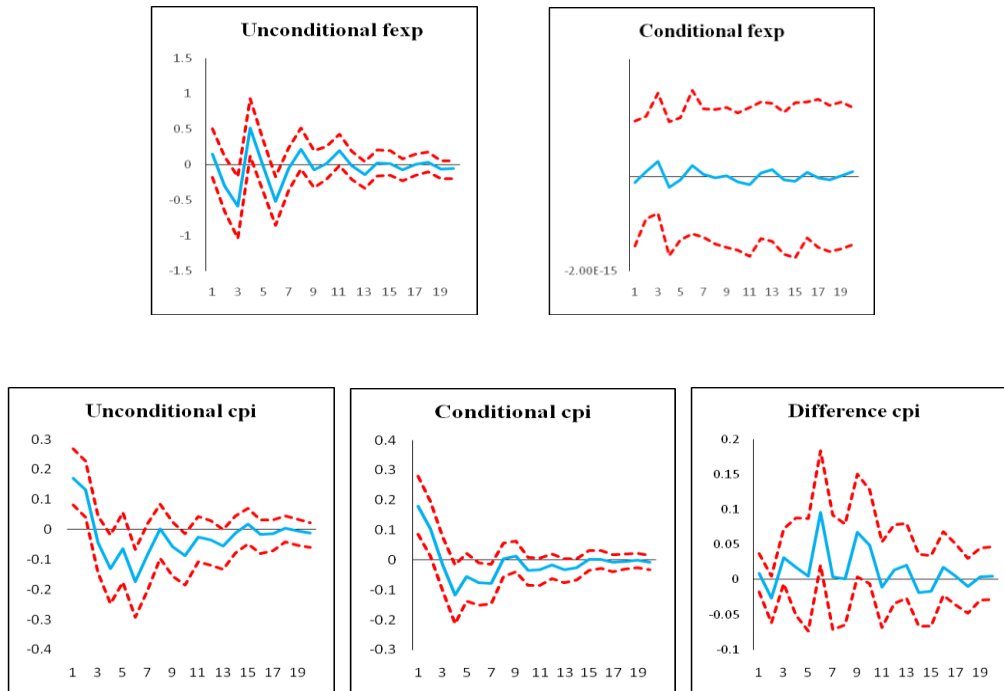 Unconditional fexp
1.5
1
0.5
0
-0.5
-1
-1.5
1 3 5 7 9 11 13 15 17 19
Conditional fexp
-2.00E-15
1 3 5 7 9 11 13 15 17 19
Unconditional cpi
0.3
0.2
0.1
0
-0.1
-0.2
-0.3
-0.4
1 3 5 7 9 11 13 15 17 19
Conditional cpi
0.4
0.3
0.2
0.1
0
-0.1
-0.2
-0.3
1 3 5 7 9 11 13 15 17 19
Difference cpi
0.2
0.15
0.1
0.05
0
-0.05
-0.1
1 3 5 7 9 11 13 15 17 19